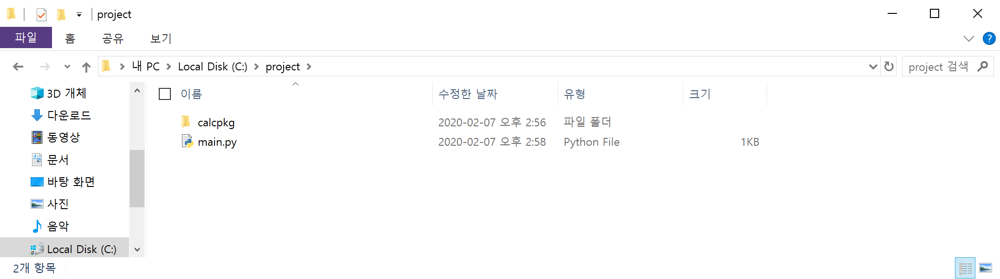 project
파일 홈 공유 보기
내 PC Local Disk (C:) project
project 검색
3D 개체
다운로드
동영상
문서
바탕 화면
사진
음악
Local Disk (C:)
이름 수정한 날짜 유형 크기
calcpkg 2020-02-07 오후 2:56 파일 폴더
main.py 2020-02-07 오후 2:58 Python File 1KB
2개 항목